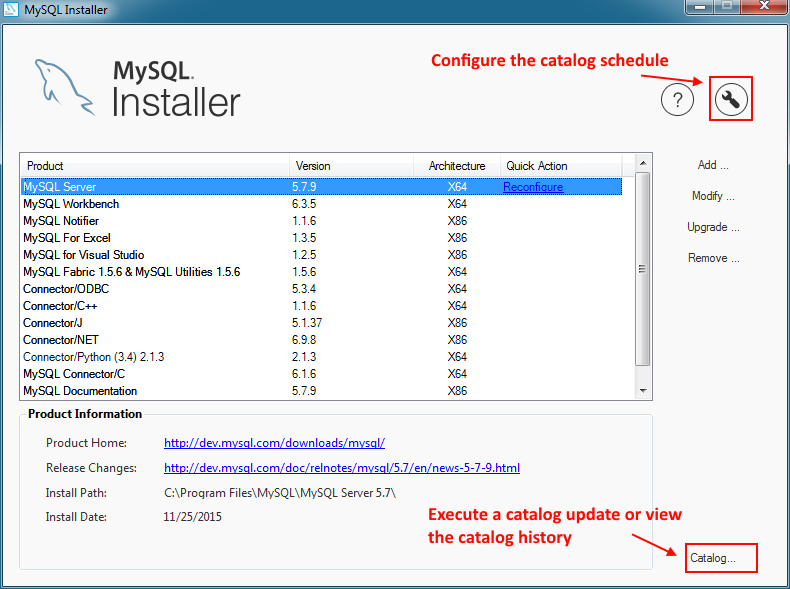 MySQL Installer
Configure the catalog schedule
MySQL.
Installer
?
Product Version Architecture Quick Action
MySQL Server 5.7.9 X64 Reconfigure
MySQL Workbench 6.3.5 X64
MySQL Notifier 1.1.6 X86
MySQL For Excel 1.3.5 X86
MySQL for Visual Studio 1.2.5 X86
MySQL Fabric 1.5.6 & MySQL Utilities 1.5.6 1.5.6 X64
Connector/ODBC 5.3.4 X64
Connector/C++ 1.1.6 X64
Connector/J 5.1.37 X86
Connector/NET 6.9.8 X86
Connector/Python (3.4) 2.1.3 2.1.3 X64
MySQL Connector/C 6.1.6 X64
MySQL Documentation 5.7.9 X86
Add ...
Modify ...
Upgrade ...
Remove ...
Product Information
Product Home: http://dev.mysql.com/downloads/mysql/
Release Changes: http://dev.mysql.com/doc/relnotes/mysql/5.7/en/news-5-7-9.html
Install Path: C:\Program Files\MySQL\MySQL Server 5.7\
Install Date: 11/25/2015
Execute a catalog update or view
the catalog history
Catalog...